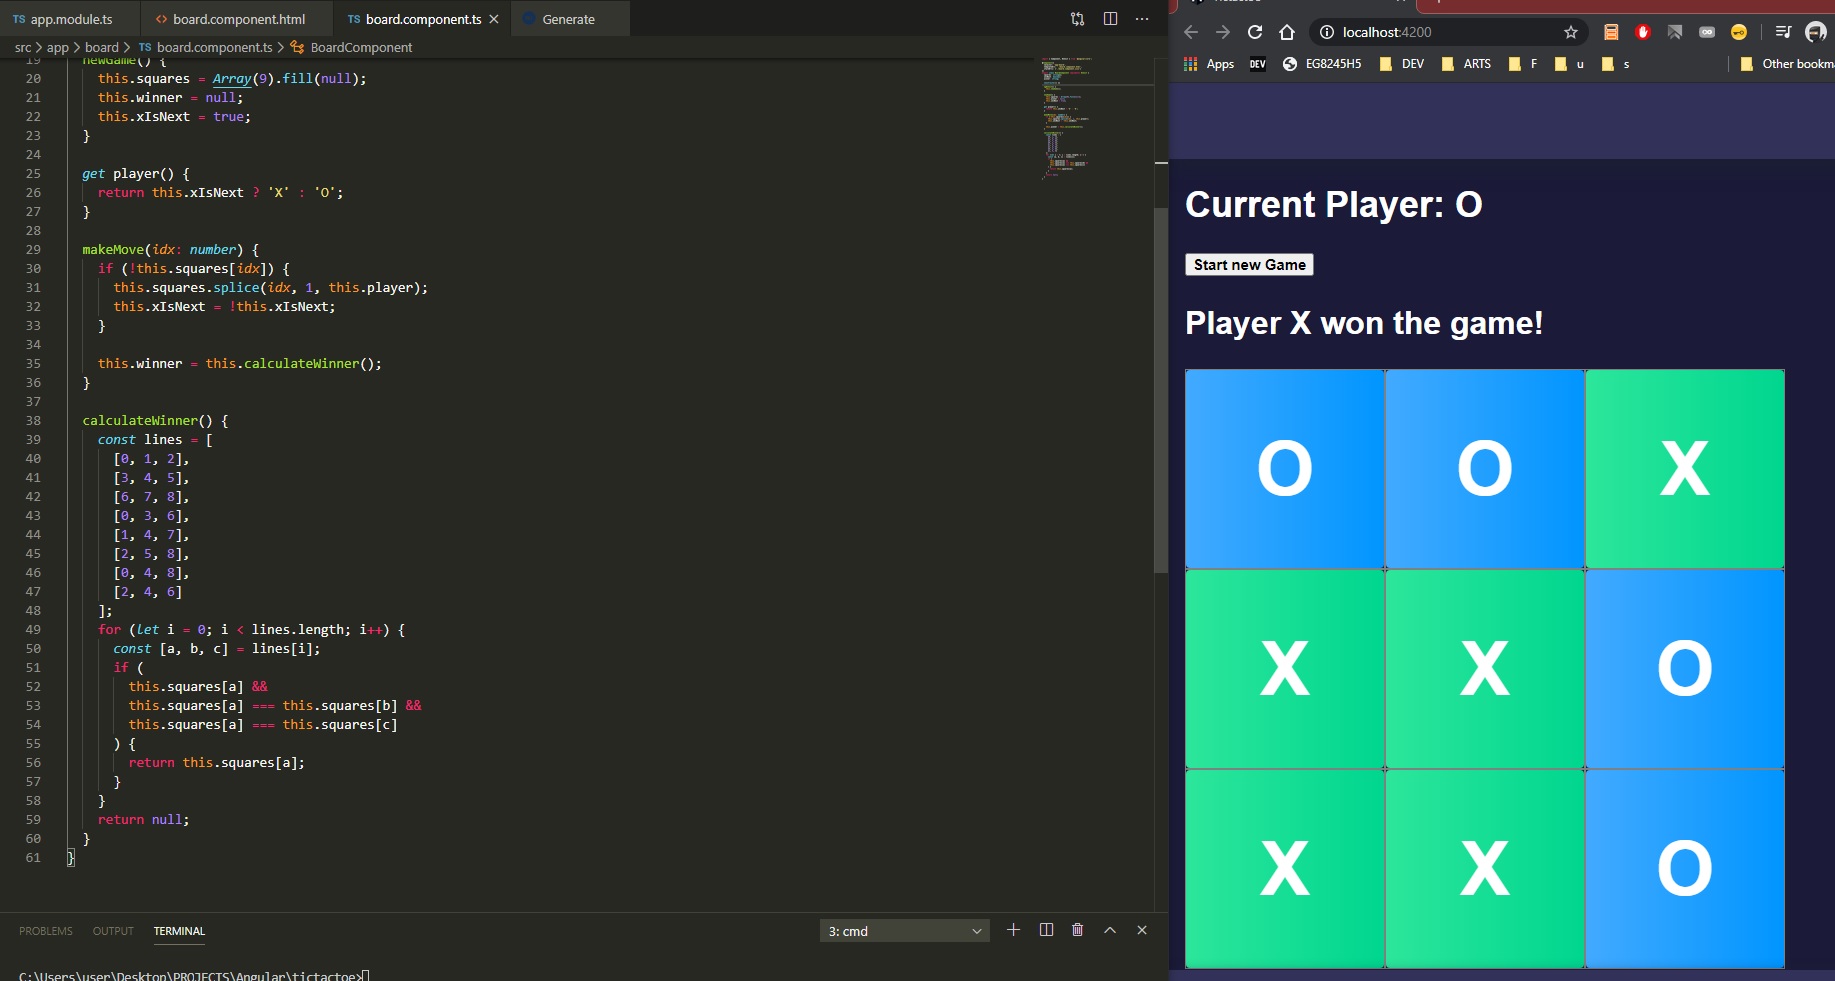 TS app.module.ts
<> board.component.html
TS board.component.ts
Generate
src > app > board > TS board.component.ts > BoardComponent
19 newGame() {
20 this.squares = Array(9).fill(null);
21 this.winner = null;
22 this.xIsNext = true;
23 }
24
25 get player() {
26 return this.xIsNext ? 'X' : 'O';
27 }
28
29 makeMove(idx: number) {
30 if (!this.squares[idx]) {
31 this.squares.splice(idx, 1, this.player);
32 this.xIsNext = !this.xIsNext;
33 }
34
35 this.winner = this.calculateWinner();
36 }
37
38 calculateWinner() {
39 const lines = [
40 [0, 1, 2],
41 [3, 4, 5],
42 [6, 7, 8],
43 [0, 3, 6],
44 [1, 4, 7],
45 [2, 5, 8],
46 [0, 4, 8],
47 [2, 4, 6]
48 ];
49 for (let i = 0; i < lines.length; i++) {
50 const [a, b, c] = lines[i];
51 if (
52 this.squares[a] &&
53 this.squares[a] === this.squares[b] &&
54 this.squares[a] === this.squares[c]
55 ) {
56 return this.squares[a];
57 }
58 }
59 return null;
60 }
61 }
PROBLEMS OUTPUT TERMINAL
3: cmd
C:\Users\user\Desktop\PROJECTS\Angular\tictactoe>
localhost:4200
Apps DEV EG8245H5 DEV ARTS F u s Other bookm
Current Player: O
Start new Game
Player X won the game!
O O X
X X O
X X O